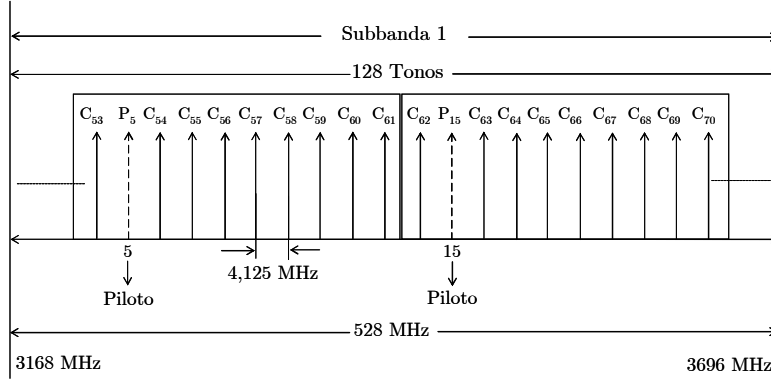 Subbanda 1
128 Tonos
C53 P5 C54 C55 C56 C57 C58 C59 C60 C61 C62 P15 C63 C64 C65 C66 C67 C68 C69 C70
5 15
4,125 MHz
Piloto Piloto
528 MHz
3168 MHz 3696 MHz